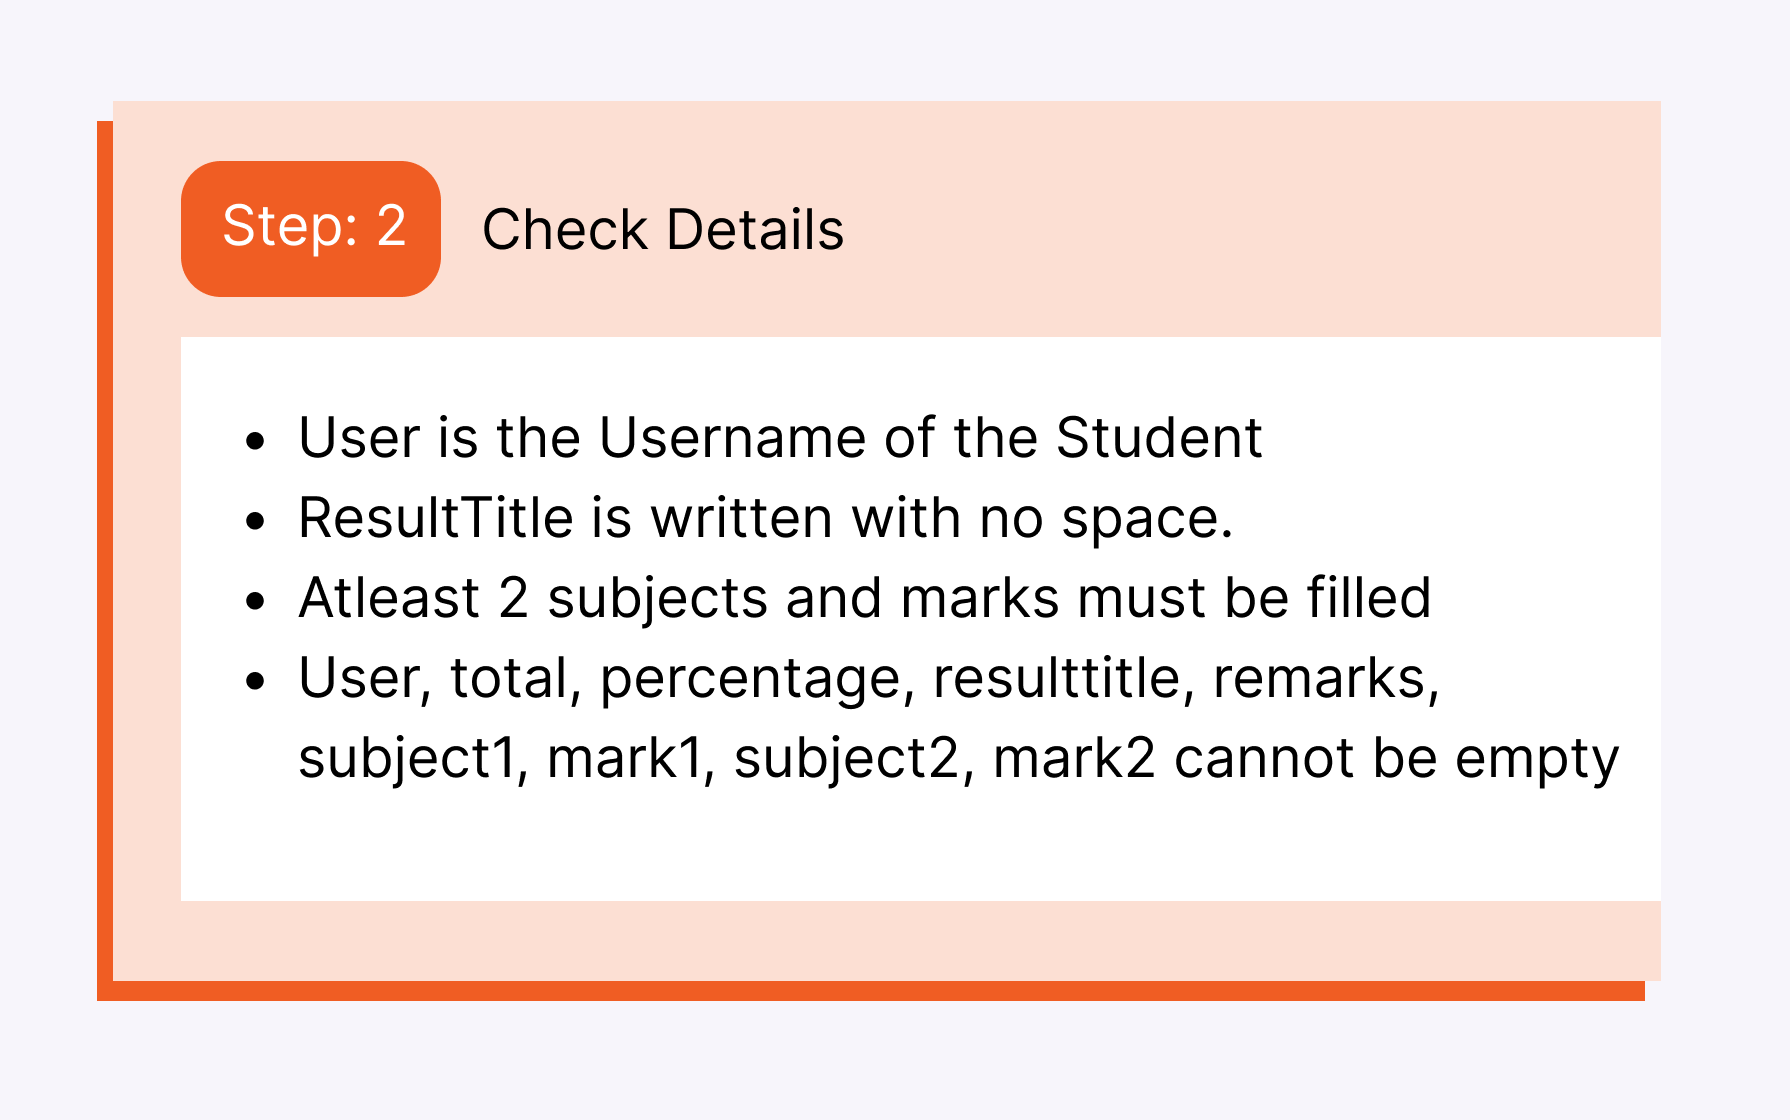 Step: 2 Check Details
• User is the Username of the Student
• ResultTitle is written with no space.
• Atleast 2 subjects and marks must be filled
• User, total, percentage, resulttitle, remarks,
subject1, mark1, subject2, mark2 cannot be empty